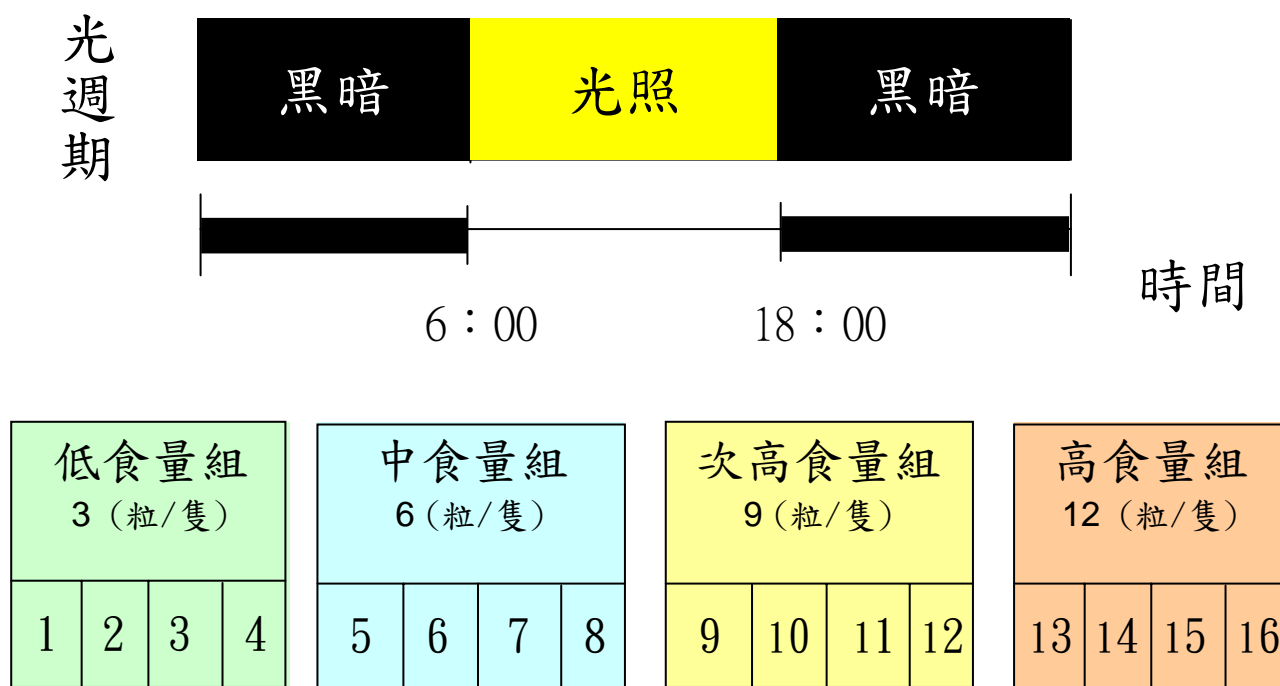 光週期
黑暗 光照 黑暗
時間
6：00 18：00
低食量組 中食量組 次高食量組 高食量組
3（粒/隻） 6（粒/隻） 9（粒/隻） 12（粒/隻）
1 2 3 4 5 6 7 8 9 10 11 12 13 14 15 16